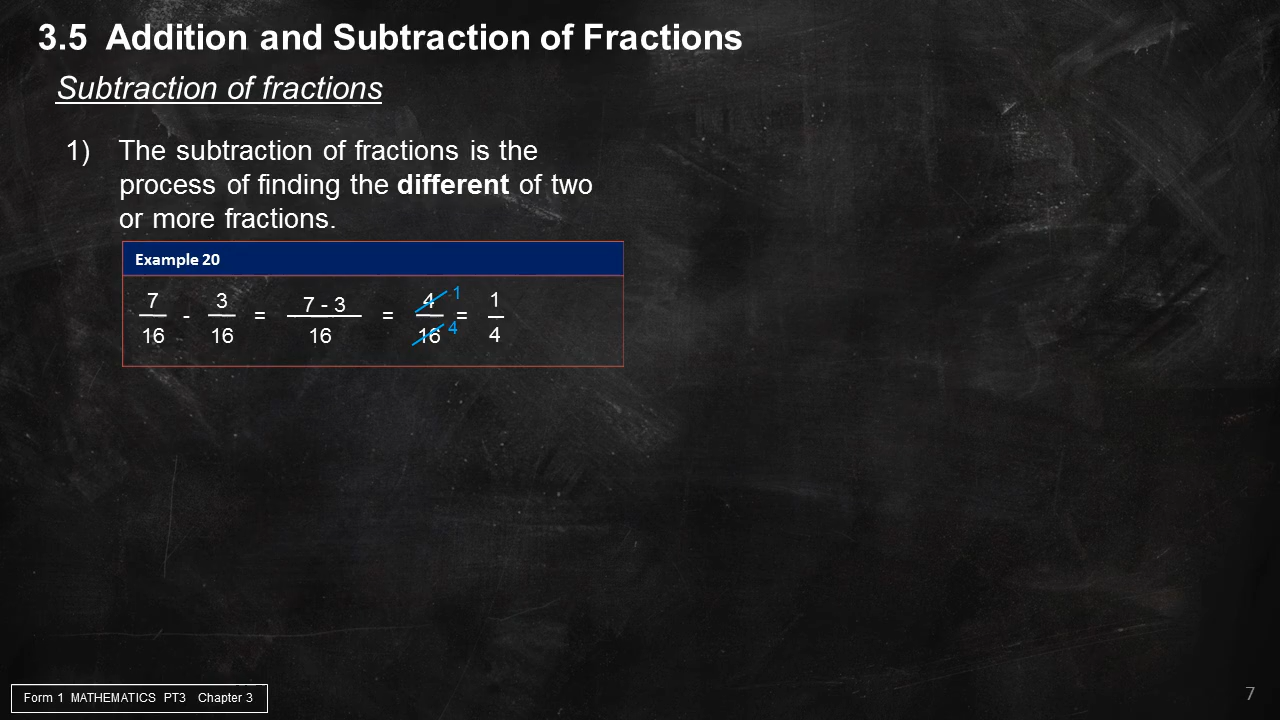 3.5 Addition and Subtraction of Fractions
Subtraction of fractions
1) The subtraction of fractions is the
process of finding the different of two
or more fractions.
Example 20
7 3 7 - 3 4 1 1
- = = =
16 16 16 16 4 4
Form 1 MATHEMATICS PT3 Chapter 3
7